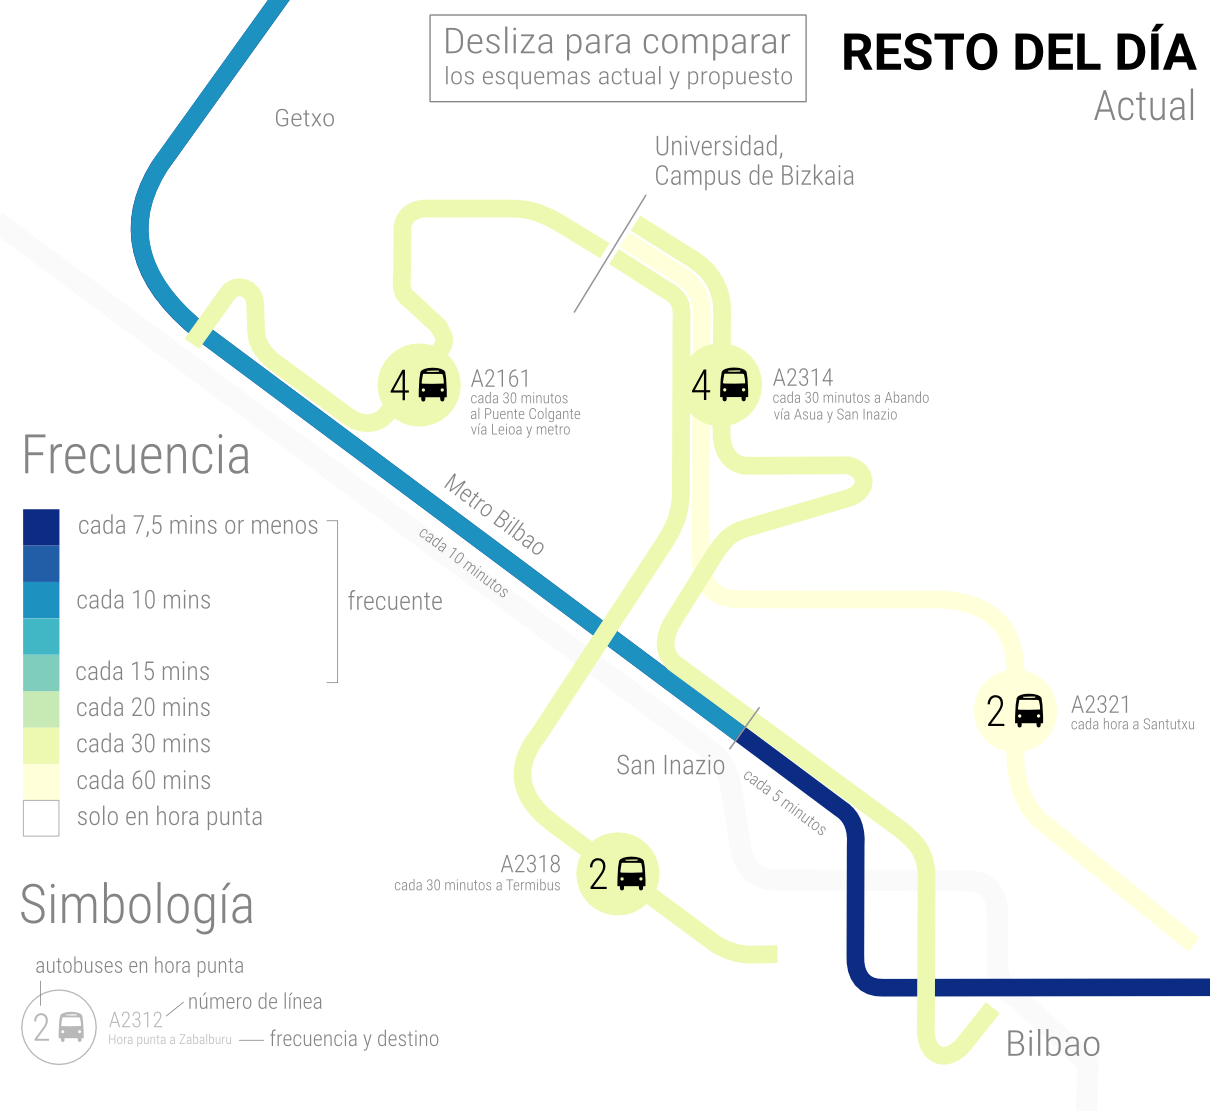 Desliza para comparar
los esquemas actual y propuesto
RESTO DEL DÍA
Actual
Getxo
Universidad,
Campus de Bizkaia
4
A2161
cada 30 minutos
al Puente Colgante
vía Leioa y metro
4
A2314
cada 30 minutos a Abando
vía Asua y San Inazio
Metro Bilbao
cada 10 minutos
Frecuencia
cada 7,5 mins or menos
cada 10 mins
frecuente
cada 15 mins
cada 20 mins
cada 30 mins
cada 60 mins
solo en hora punta
2
A2321
cada hora a Santutxu
San Inazio
cada 5 minutos
A2318
cada 30 minutos a Termibus
2
Simbología
autobuses en hora punta
2
A2312
número de línea
Hora punta a Zabalburu
frecuencia y destino
Bilbao